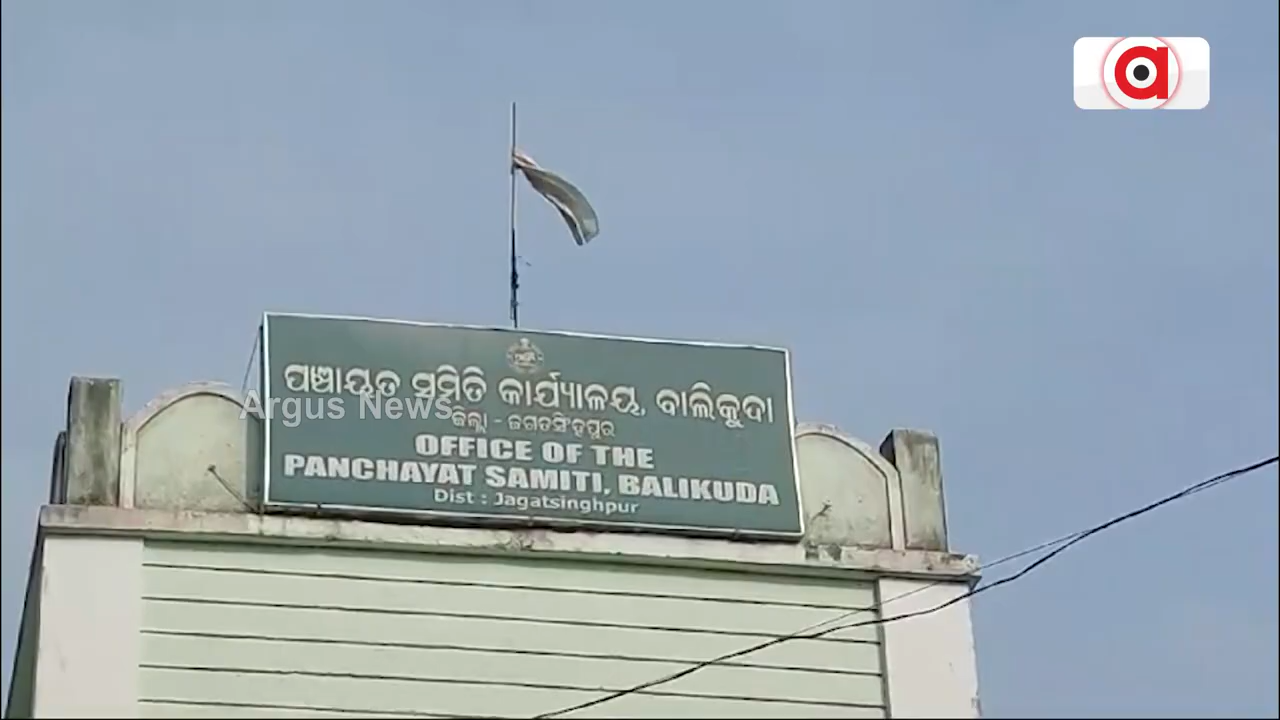 ପଞ୍ଚାୟତ ସମିତି କାର୍ଯ୍ୟାଳୟ, ବାଲିକୁଦା
Argus News
ଜିଲ୍ଲା - ଜଗତସିଂହପୁର
OFFICE OF THE
PANCHAYAT SAMITI, BALIKUDA
Dist : Jagatsinghpur